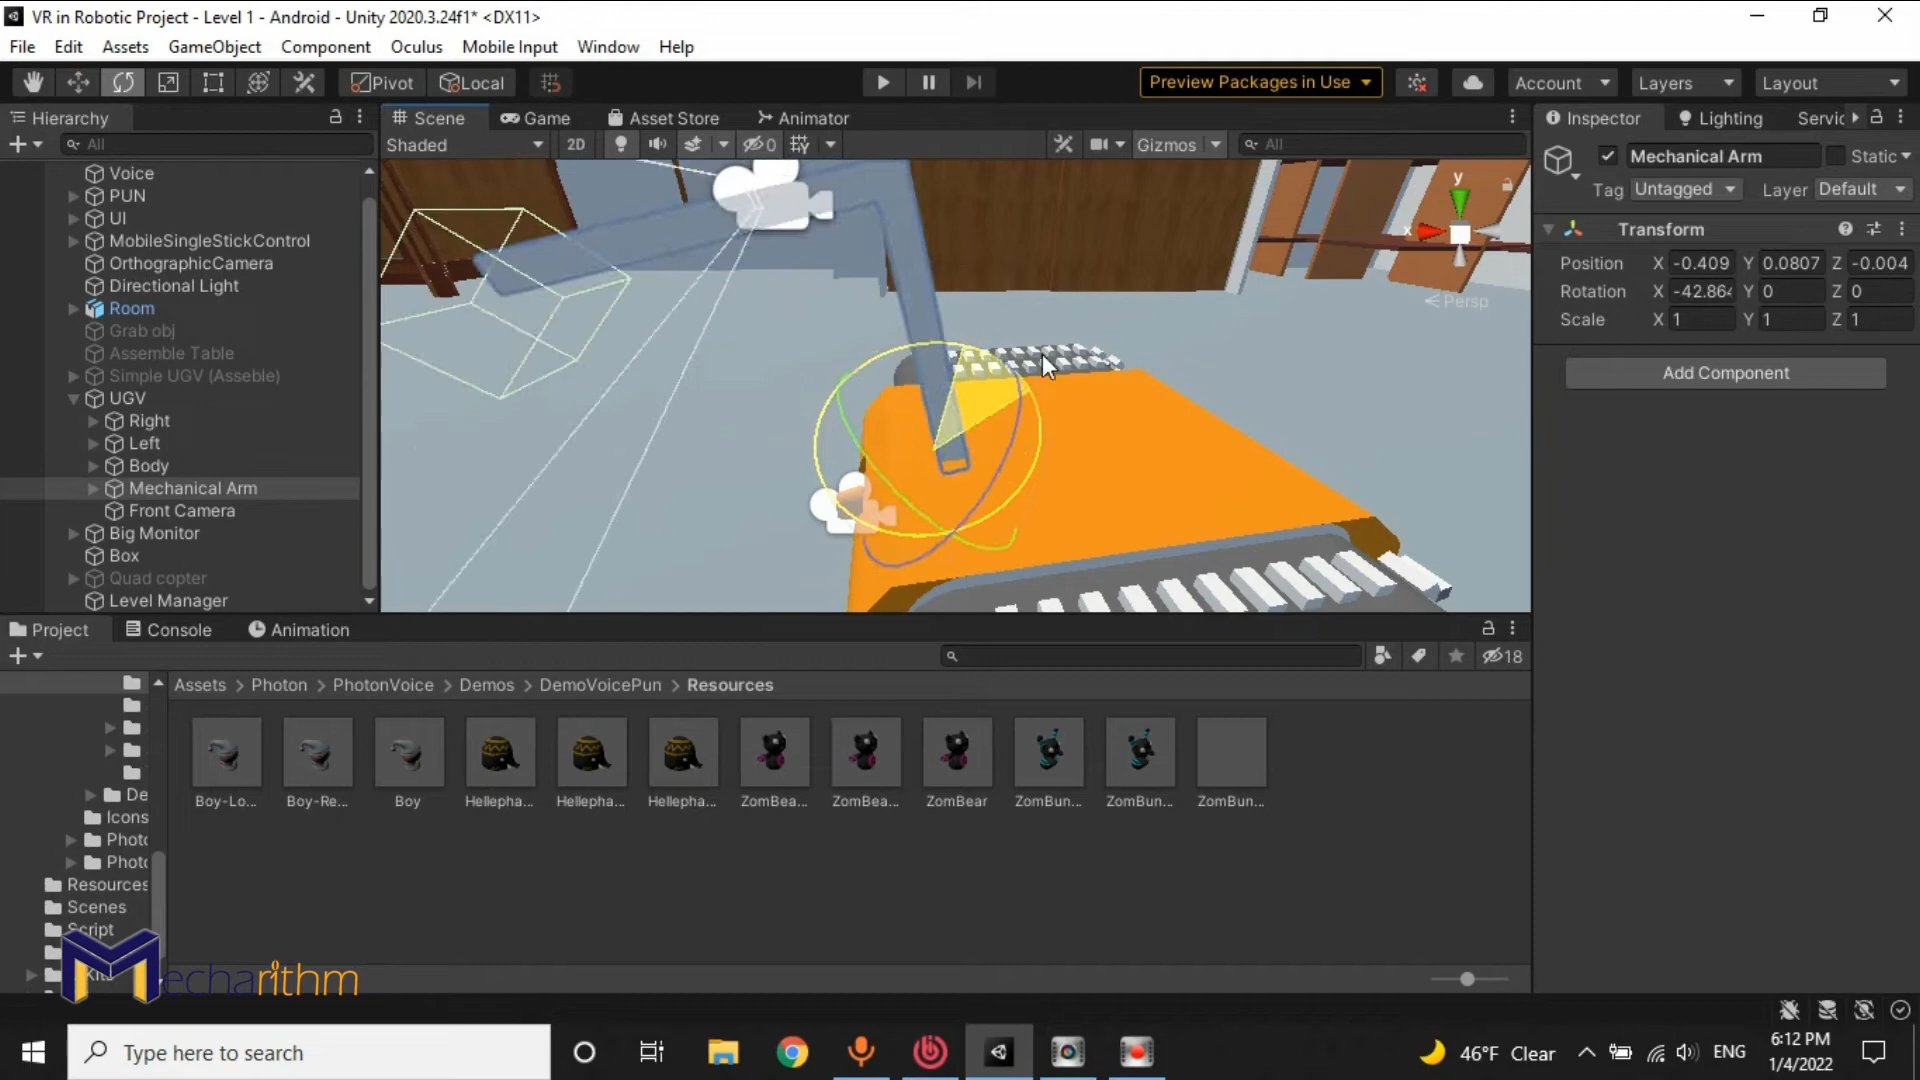 VR in Robotic Project - Level 1 - Android - Unity 2020.3.24f1* <DX11>
File Edit Assets GameObject Component Oculus Mobile Input Window Help
Pivot Local Preview Packages in Use Account Layers Layout
Hierarchy Scene Game Asset Store Animator Inspector Lighting Servic
All Shaded 2D 0 Gizmos All Mechanical Arm Static
Tag Untagged Layer Default
Voice
PUN
UI
MobileSingleStickControl
OrthographicCamera
Directional Light
Room
Grab obj
Assemble Table
Simple UGV (Asseble)
UGV
Right
Left
Body
Mechanical Arm
Front Camera
Big Monitor
Box
Quad copter
Level Manager
y
x
Persp
Transform
Position X -0.409 Y 0.0807 Z -0.004
Rotation X -42.864 Y 0 Z 0
Scale X 1 Y 1 Z 1
Add Component
Project Console Animation
18
Assets > Photon > PhotonVoice > Demos > DemoVoicePun > Resources
Boy-Lo... Boy-Re... Boy Hellepha... Hellepha... Hellepha... ZomBea... ZomBea... ZomBear ZomBun... ZomBun... ZomBun...
De
Icons
Photo
Photo
Resources
Scenes
Script
Mecharithm
Type here to search
46°F Clear ENG
6:12 PM
1/4/2022